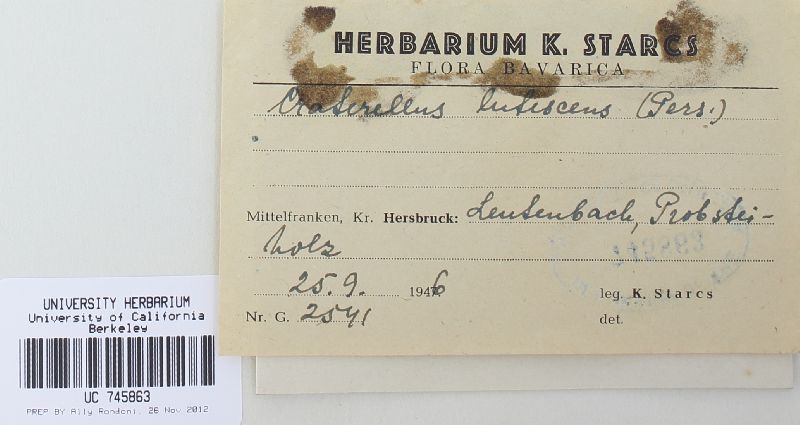 HERBARIUM K. STARCS
FLORA BAVARICA
Craterellus lutescens (Pers.)
Mittelfranken, Kr. Hersbruck: Leutenbach, Probstei-
holz
25.9. 1946 leg. K. Starcs
Nr. G. 2541 det.
UNIVERSITY HERBARIUM
University of California
Berkeley
UC 745863
PREP BY Ally Rondoni, 26 Nov 2012